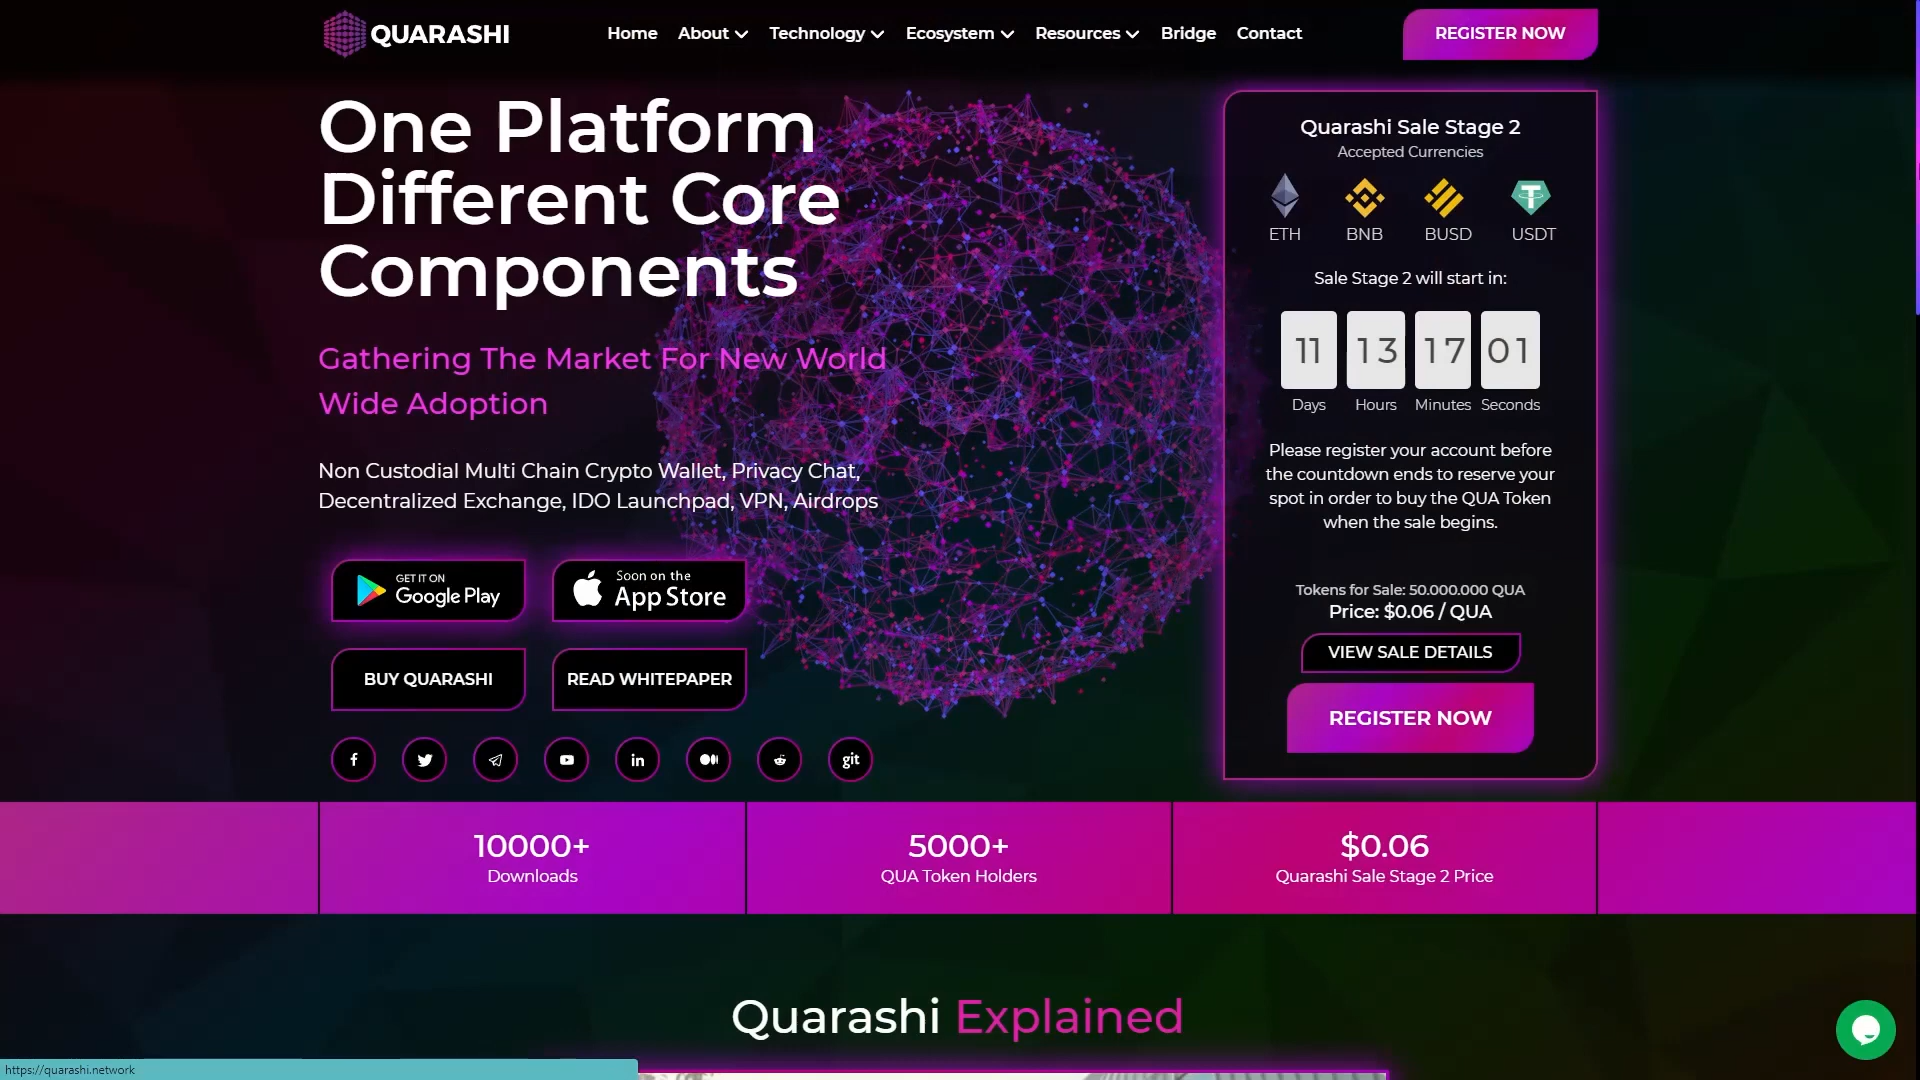 QUARASHI
Home About Technology Ecosystem Resources Bridge Contact
REGISTER NOW
One Platform
Different Core
Components
Gathering The Market For New World
Wide Adoption
Non Custodial Multi Chain Crypto Wallet, Privacy Chat,
Decentralized Exchange, IDO Launchpad, VPN, Airdrops
GET IT ON
Google Play
Soon on the
App Store
BUY QUARASHI
READ WHITEPAPER
git
Quarashi Sale Stage 2
Accepted Currencies
ETH BNB BUSD USDT
Sale Stage 2 will start in:
11 13 17 01
Days Hours Minutes Seconds
Please register your account before
the countdown ends to reserve your
spot in order to buy the QUA Token
when the sale begins.
Tokens for Sale: 50.000.000 QUA
Price: $0.06 / QUA
VIEW SALE DETAILS
REGISTER NOW
10000+
Downloads
5000+
QUA Token Holders
$0.06
Quarashi Sale Stage 2 Price
Quarashi Explained
https://quarashi.network